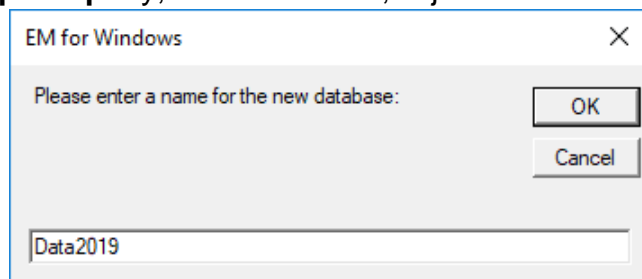 EM for Windows
Please enter a name for the new database:
OK
Cancel
Data2019